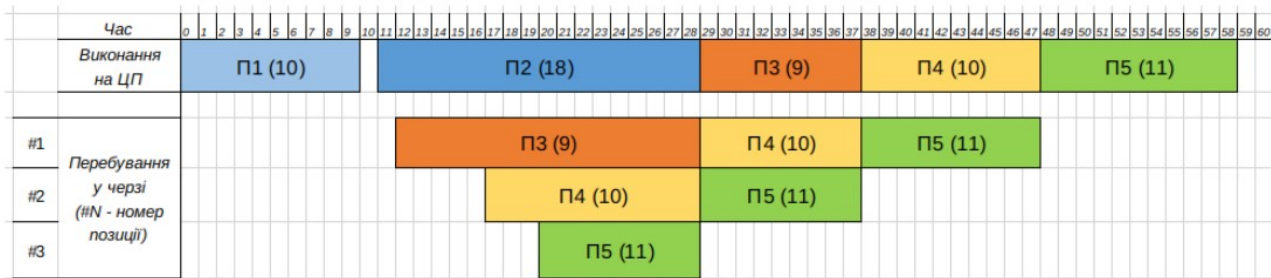 Час 0 1 2 3 4 5 6 7 8 9 10 11 12 13 14 15 16 17 18 19 20 21 22 23 24 25 26 27 28 29 30 31 32 33 34 35 36 37 38 39 40 41 42 43 44 45 46 47 48 49 50 51 52 53 54 55 56 57 58 59 60
Виконання
на ЦП
П1 (10) П2 (18) П3 (9) П4 (10) П5 (11)
#1 П3 (9) П4 (10) П5 (11)
Перебування
у черзі
(#N - номер
позиції)
#2 П4 (10) П5 (11)
#3 П5 (11)